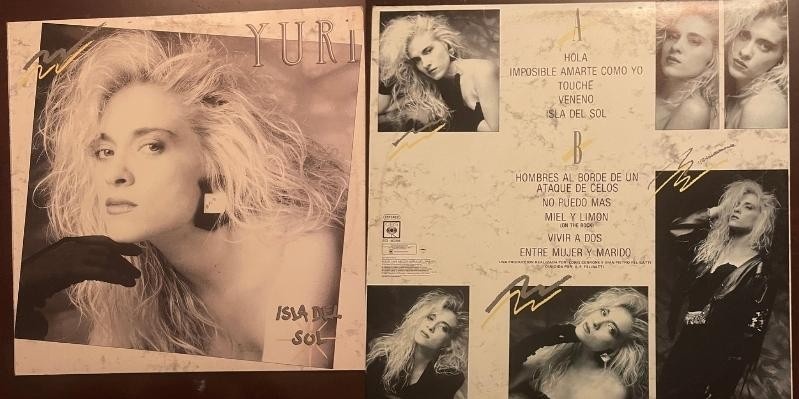 YURI
ISLA DEL
SOL
A
HOLA
IMPOSIBLE AMARTE COMO YO
TOUCHÉ
VENENO
ISLA DEL SOL
B
HOMBRES AL BORDE DE UN
ATAQUE DE CELOS
NO PUEDO MAS
MIEL Y LIMON
(ON THE ROCK)
VIVIR A DOS
ENTRE MUJER Y MARIDO